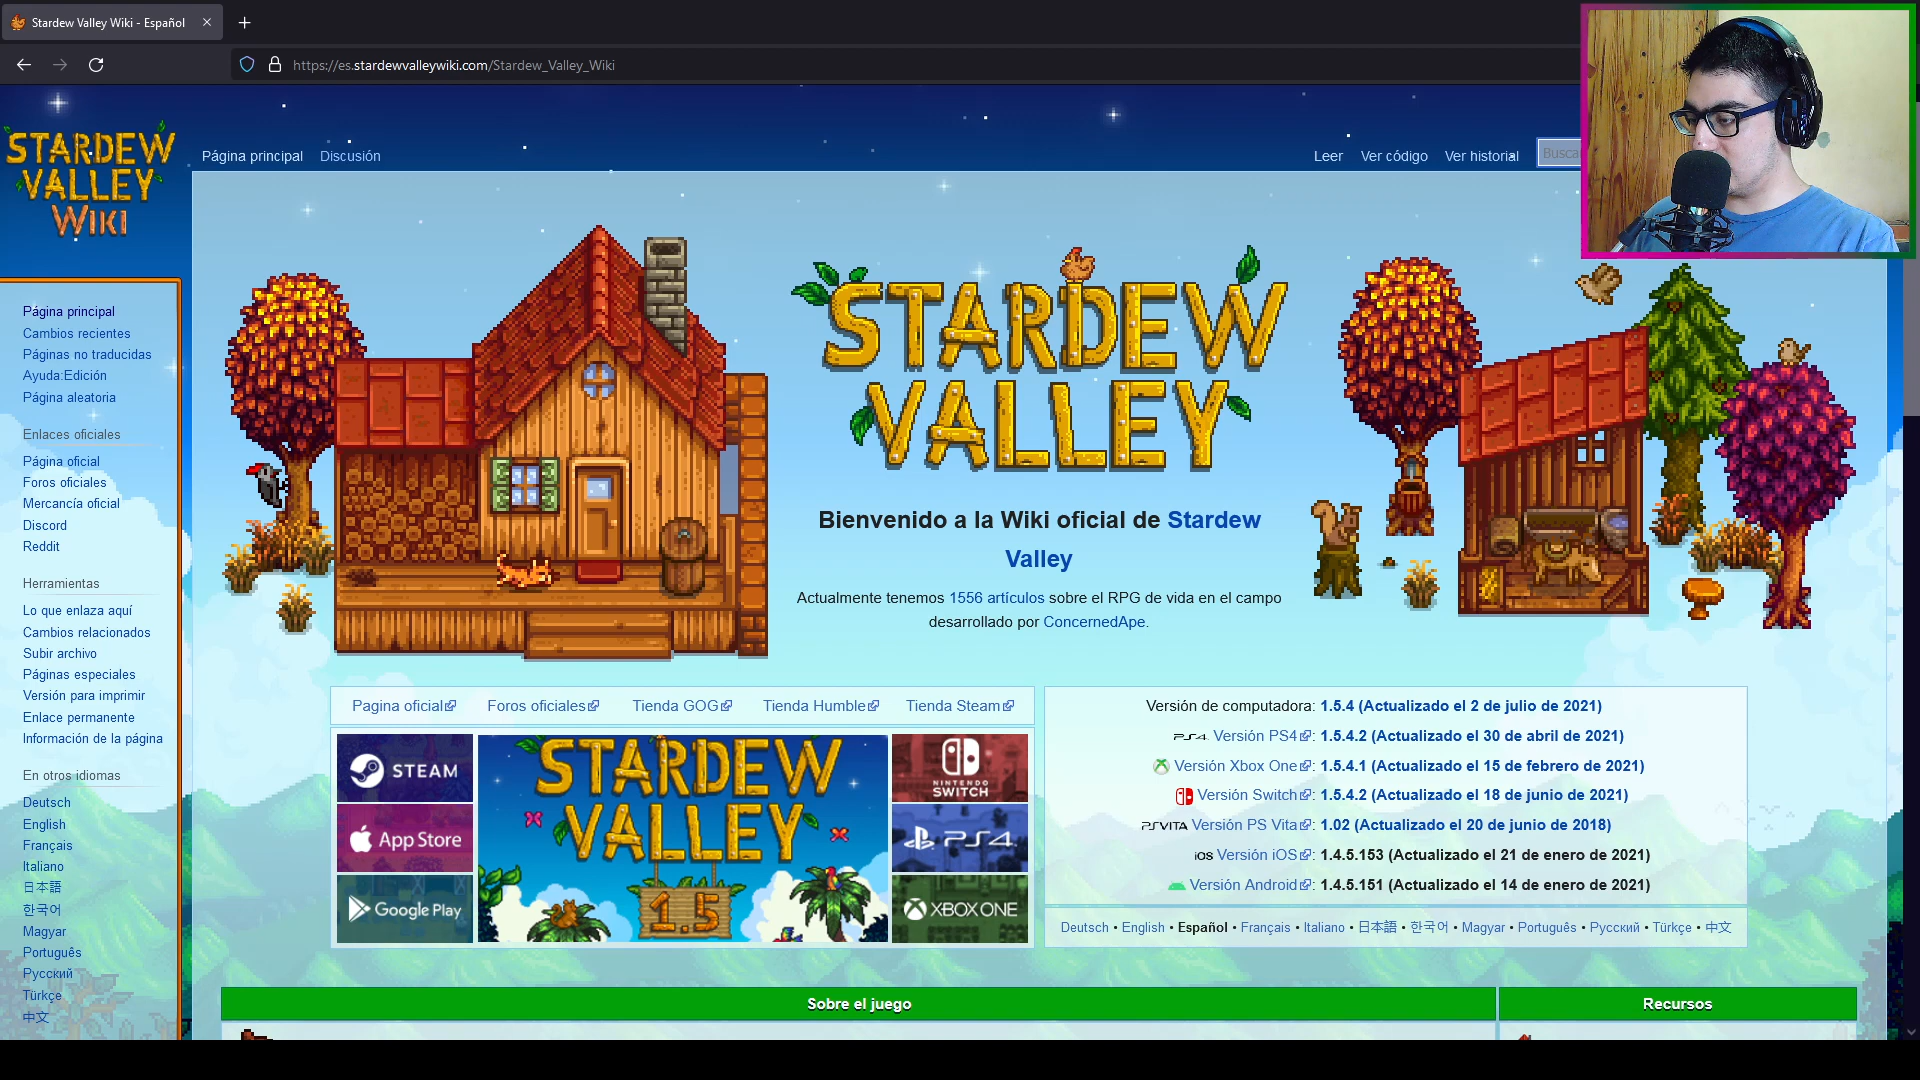 Stardew Valley Wiki - Español
https://es.stardewvalleywiki.com/Stardew_Valley_Wiki
STARDEW
VALLEY
WIKI
Página principal
Discusión
Leer
Ver código
Ver historial
Página principal
Cambios recientes
Páginas no traducidas
Ayuda:Edición
Página aleatoria
Enlaces oficiales
Página oficial
Foros oficiales
Mercancía oficial
Discord
Reddit
Herramientas
Lo que enlaza aquí
Cambios relacionados
Subir archivo
Páginas especiales
Versión para imprimir
Enlace permanente
Información de la página
En otros idiomas
Deutsch
English
Français
Italiano
日本語
한국어
Magyar
Português
Русский
Türkçe
中文
STARDEW
VALLEY
Bienvenido a la Wiki oficial de Stardew
Valley
Actualmente tenemos 1556 artículos sobre el RPG de vida en el campo
desarrollado por ConcernedApe.
Pagina oficial Foros oficiales Tienda GOG Tienda Humble Tienda Steam
STEAM
App Store
Google Play
STARDEW
VALLEY
1.5
NINTENDO
SWITCH
PS4
XBOX ONE
Versión de computadora: 1.5.4 (Actualizado el 2 de julio de 2021)
PS4 Versión PS4: 1.5.4.2 (Actualizado el 30 de abril de 2021)
Versión Xbox One: 1.5.4.1 (Actualizado el 15 de febrero de 2021)
Versión Switch: 1.5.4.2 (Actualizado el 18 de junio de 2021)
PSVITA Versión PS Vita: 1.02 (Actualizado el 20 de junio de 2018)
iOS Versión iOS: 1.4.5.153 (Actualizado el 21 de enero de 2021)
Versión Android: 1.4.5.151 (Actualizado el 14 de enero de 2021)
Deutsch • English • Español • Français • Italiano • 日本語 • 한국어 • Magyar • Português • Русский • Türkçe • 中文
Sobre el juego
Recursos